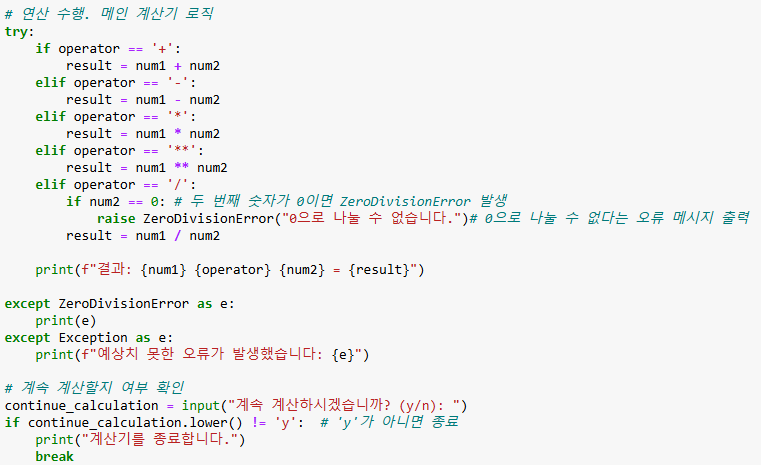 # 연산 수행. 메인 계산기 로직
try:
    if operator == '+':
        result = num1 + num2
    elif operator == '-':
        result = num1 - num2
    elif operator == '*':
        result = num1 * num2
    elif operator == '**':
        result = num1 ** num2
    elif operator == '/':
        if num2 == 0: # 두 번째 숫자가 0이면 ZeroDivisionError 발생
            raise ZeroDivisionError("0으로 나눌 수 없습니다.")# 0으로 나눌 수 없다는 오류 메시지 출력
        result = num1 / num2
    print(f"결과: {num1} {operator} {num2} = {result}")
except ZeroDivisionError as e:
    print(e)
except Exception as e:
    print(f"예상치 못한 오류가 발생했습니다: {e}")
# 계속 계산할지 여부 확인
continue_calculation = input("계속 계산하시겠습니까? (y/n): ")
if continue_calculation.lower() != 'y':  # 'y'가 아니면 종료
    print("계산기를 종료합니다.")
    break